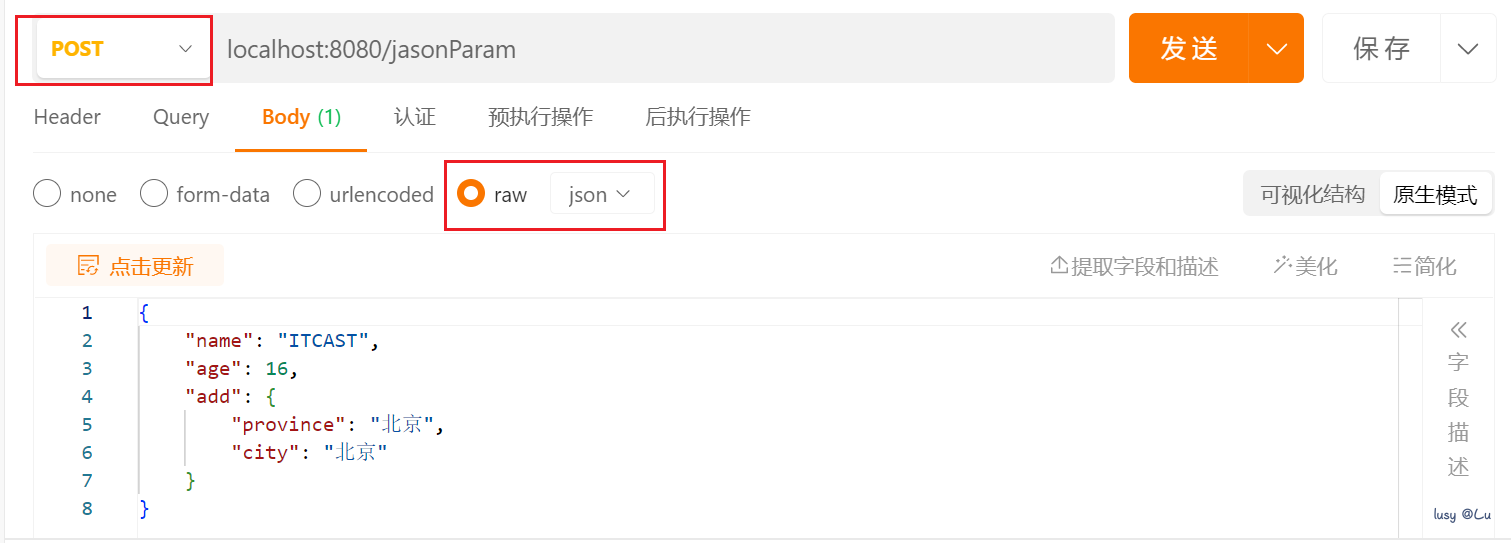 POST localhost:8080/jasonParam 发送 保存
Header Query Body (1) 认证 预执行操作 后执行操作
none form-data urlencoded raw json 可视化结构 原生模式
点击更新 提取字段和描述 美化 简化
1 {
2 "name": "ITCAST",
3 "age": 16,
4 "add": {
5 "province": "北京",
6 "city": "北京"
7 }
8 }
字段描述
lusy @Lu